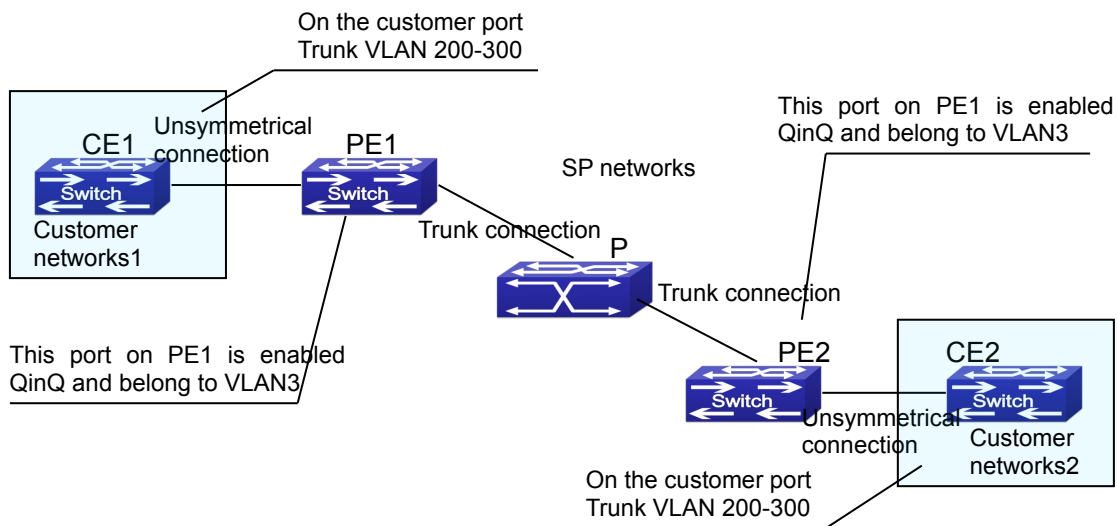 On the customer port
Trunk VLAN 200-300
This port on PE1 is enabled
QinQ and belong to VLAN3
Unsymmetrical
connection
CE1
PE1
SP networks
Switch
Switch
Customer
networks1
Trunk connection
P
Trunk connection
This port on PE1 is enabled
QinQ and belong to VLAN3
PE2
CE2
Switch
Switch
Unsymmetrical
connection
Customer
networks2
On the customer port
Trunk VLAN 200-300